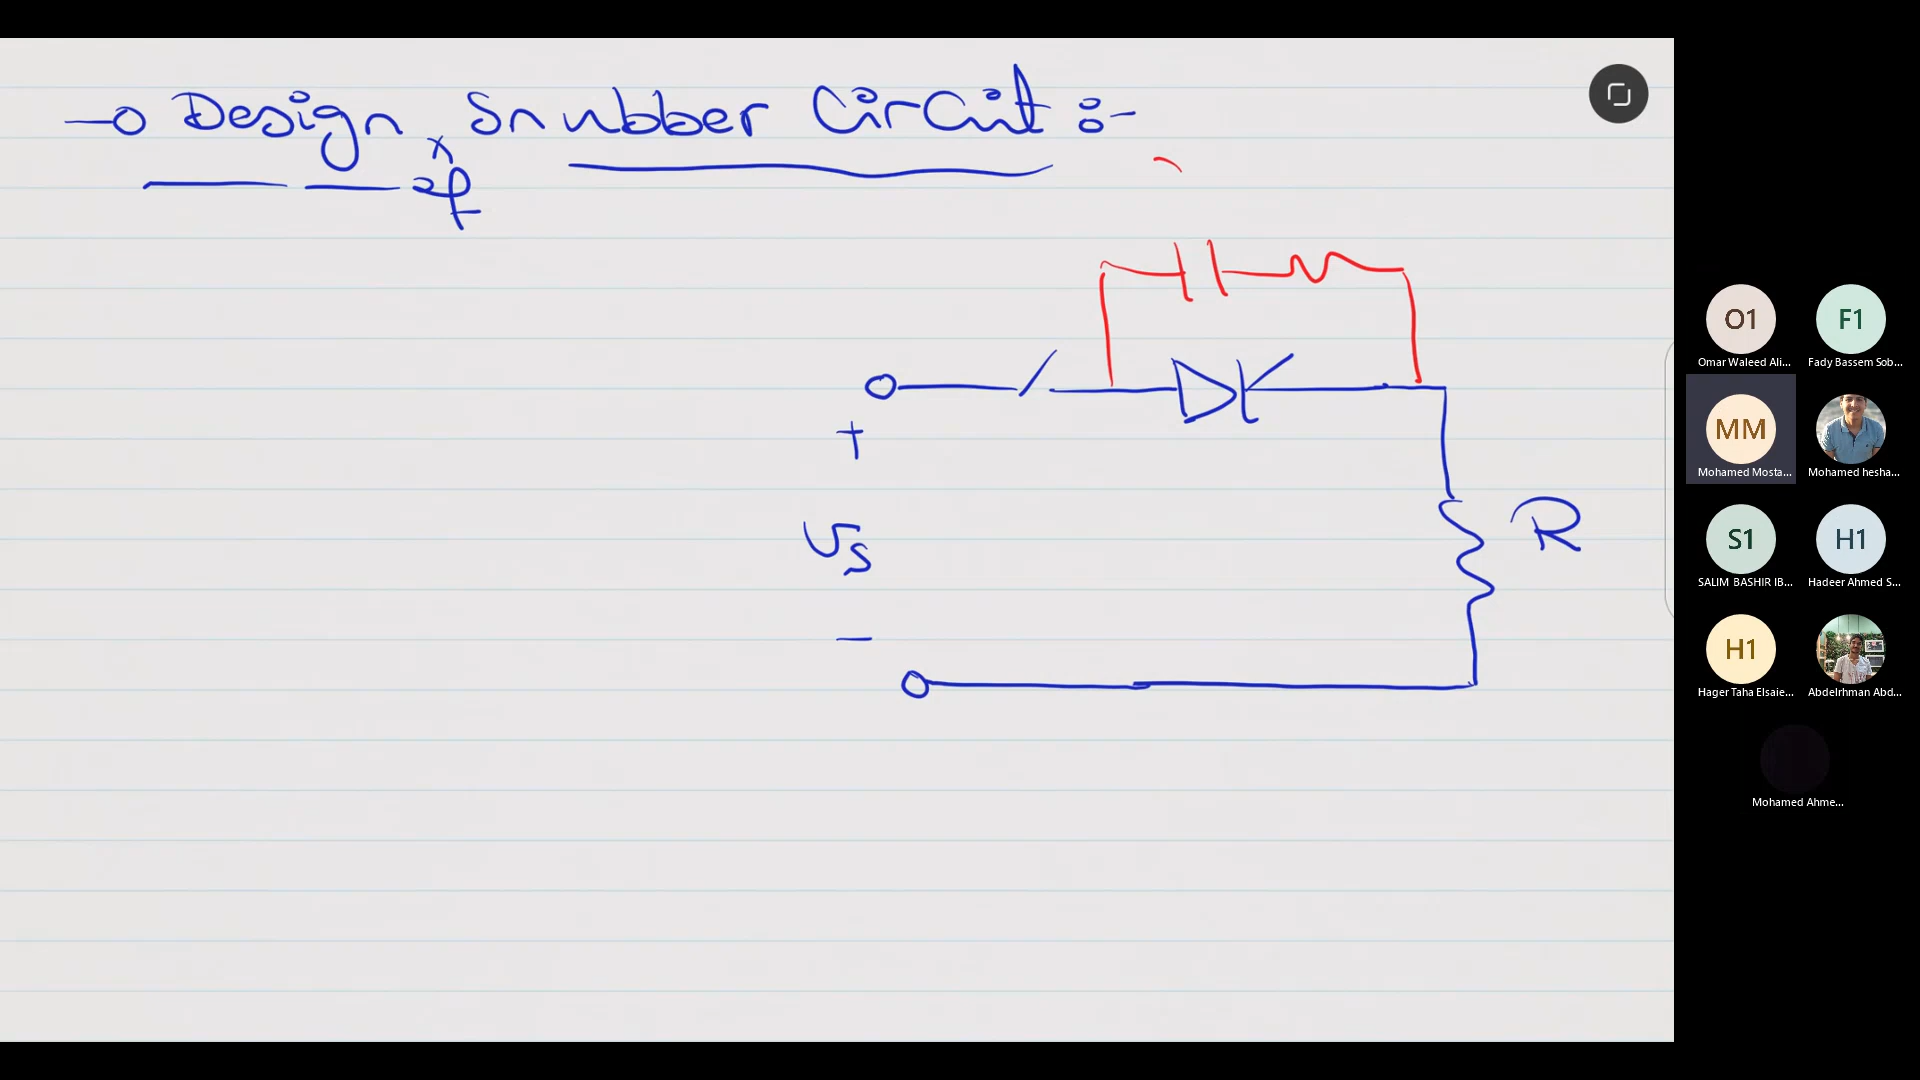 Design of Snubber Circuit :-
+
Vs
-
R
O1
F1
Omar Waleed Ali...
Fady Bassem Sob...
MM
Mohamed Mosta...
Mohamed hesha...
S1
H1
SALIM BASHIR IB...
Hadeer Ahmed S...
H1
Hager Taha Elsaie...
Abdelrhman Abd...
Mohamed Ahme...